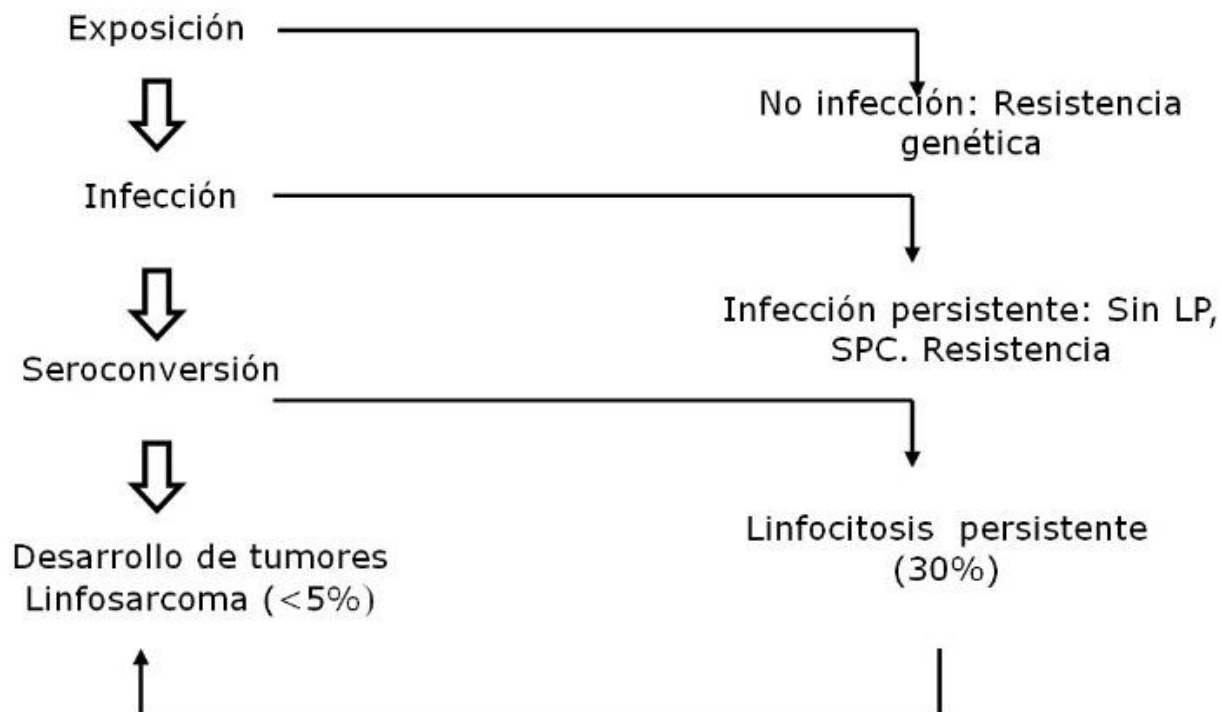 Exposición
No infección: Resistencia
genética
Infección
Infección persistente: Sin LP,
SPC. Resistencia
Seroconversión
Linfocitosis persistente
(30%)
Desarrollo de tumores
Linfosarcoma (<5%)